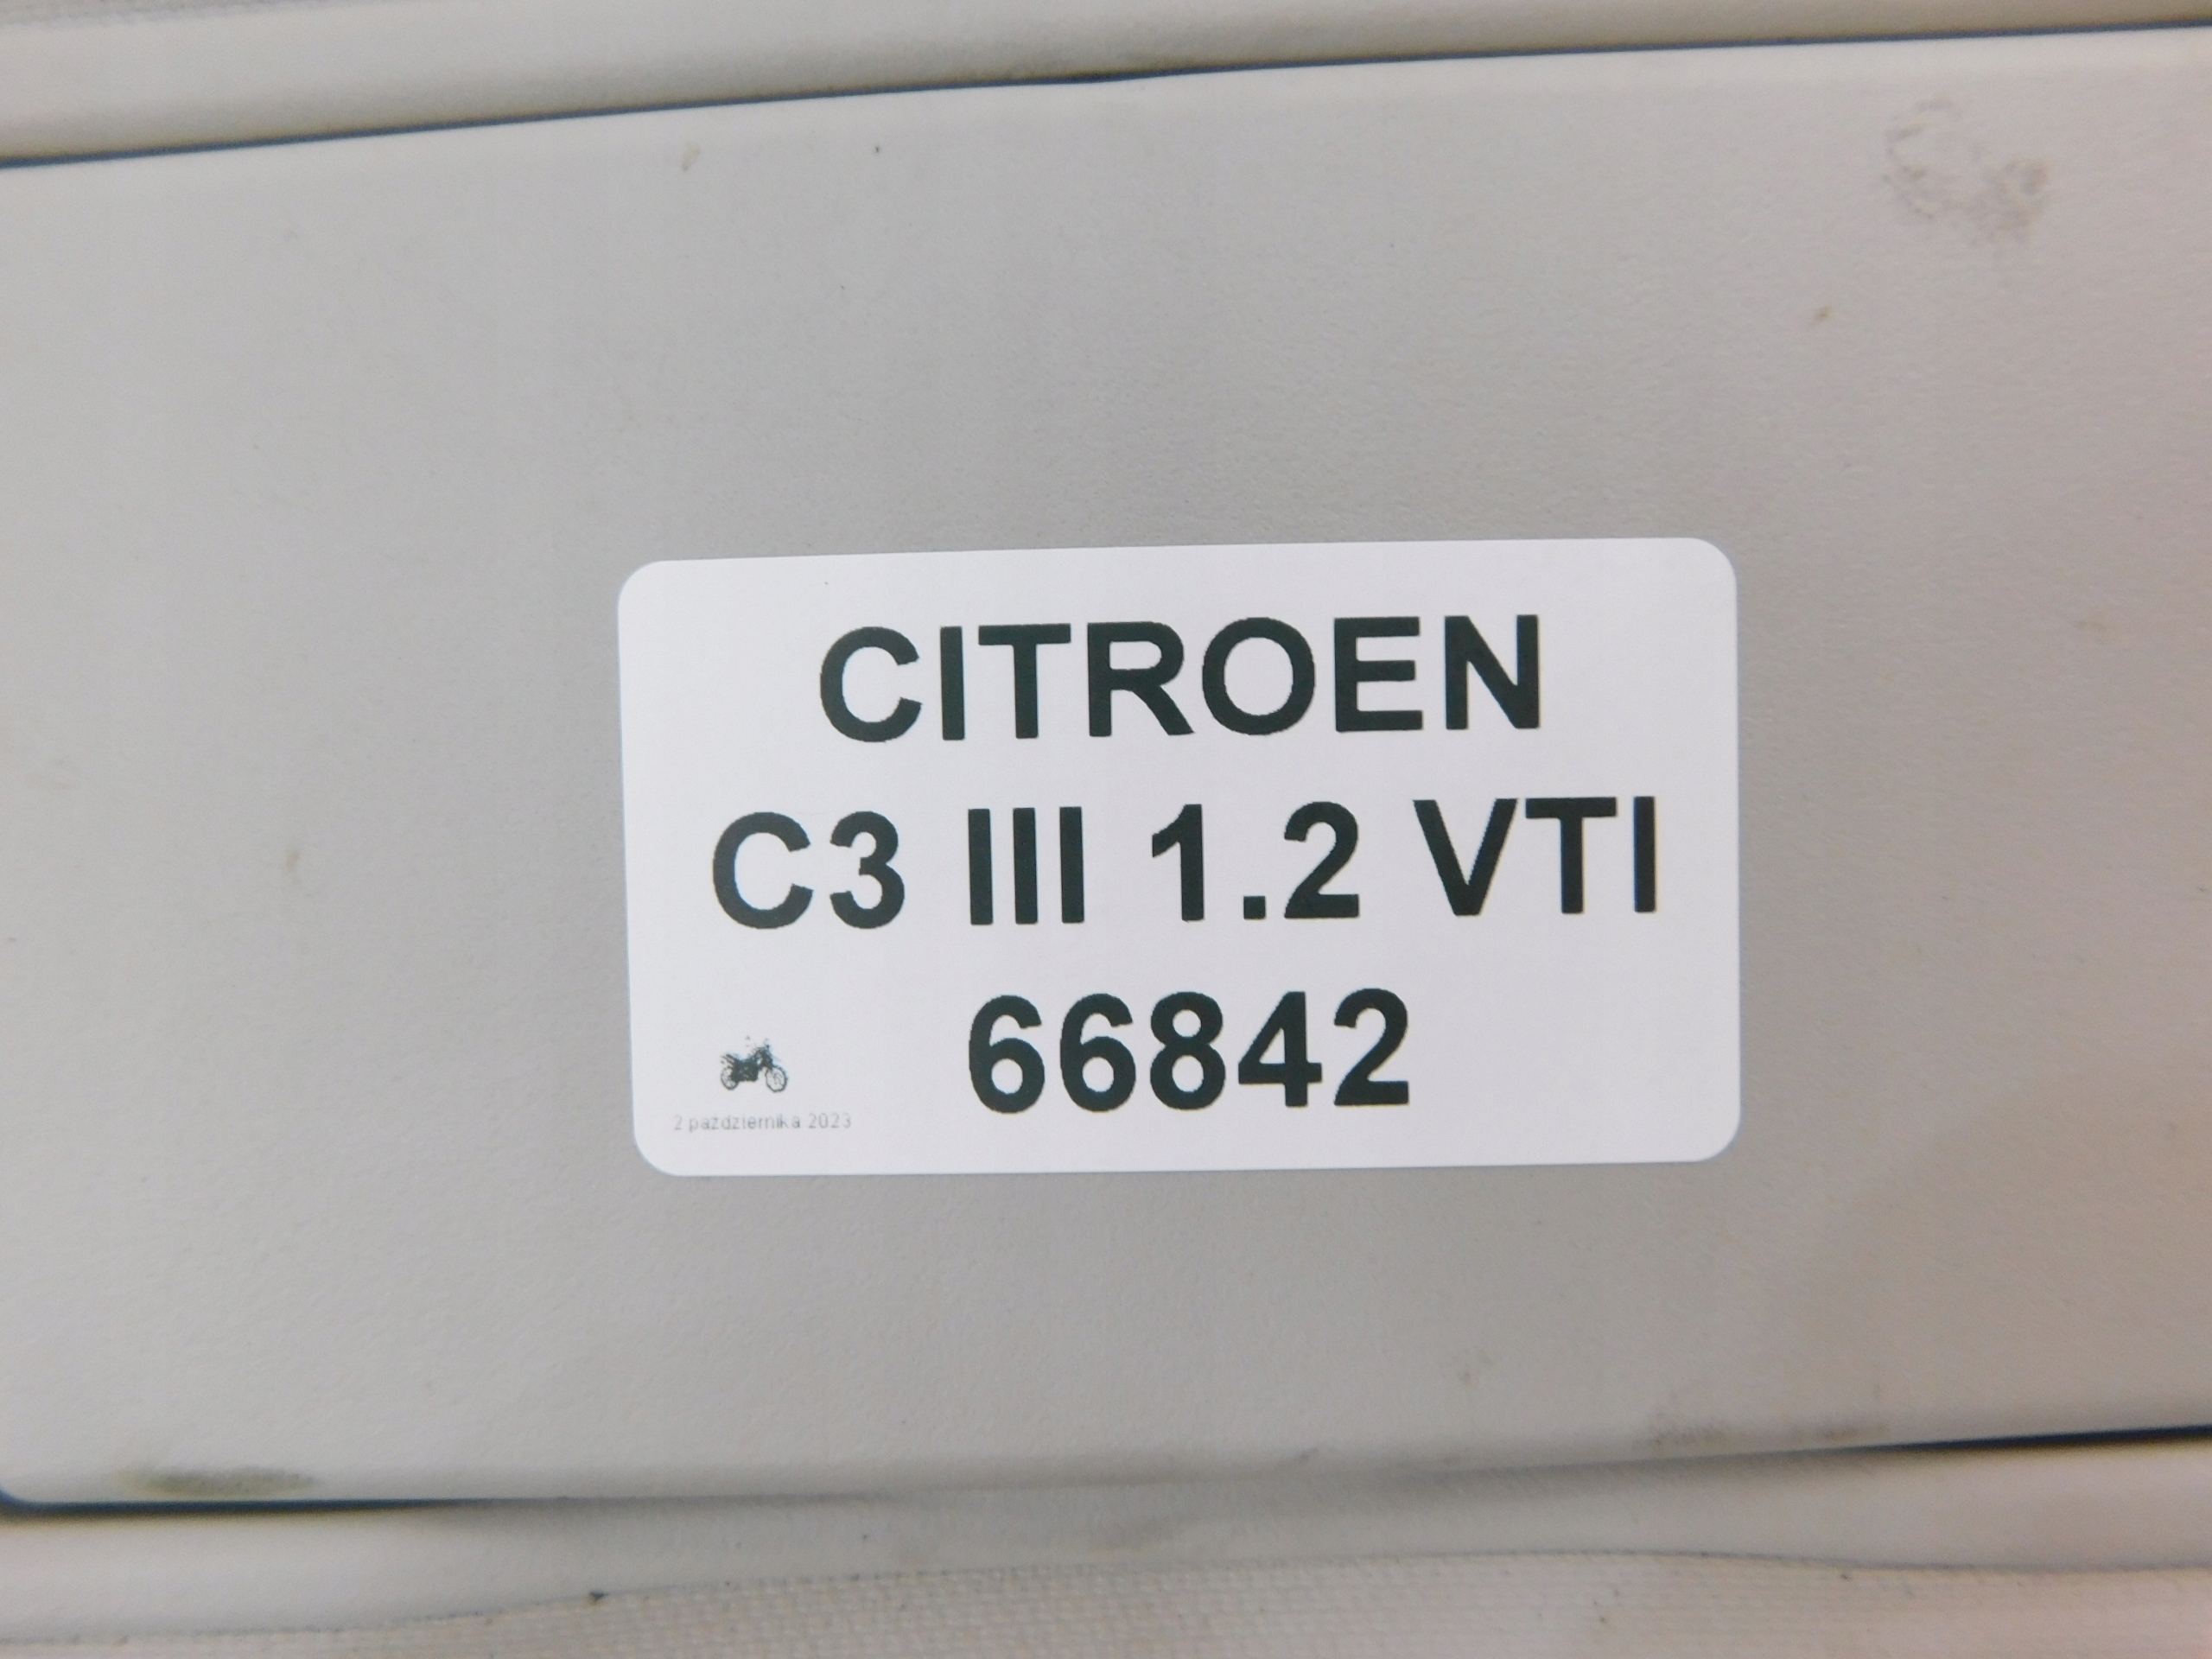 CITROEN
C3 III 1.2 VTI
66842
2 października 2023